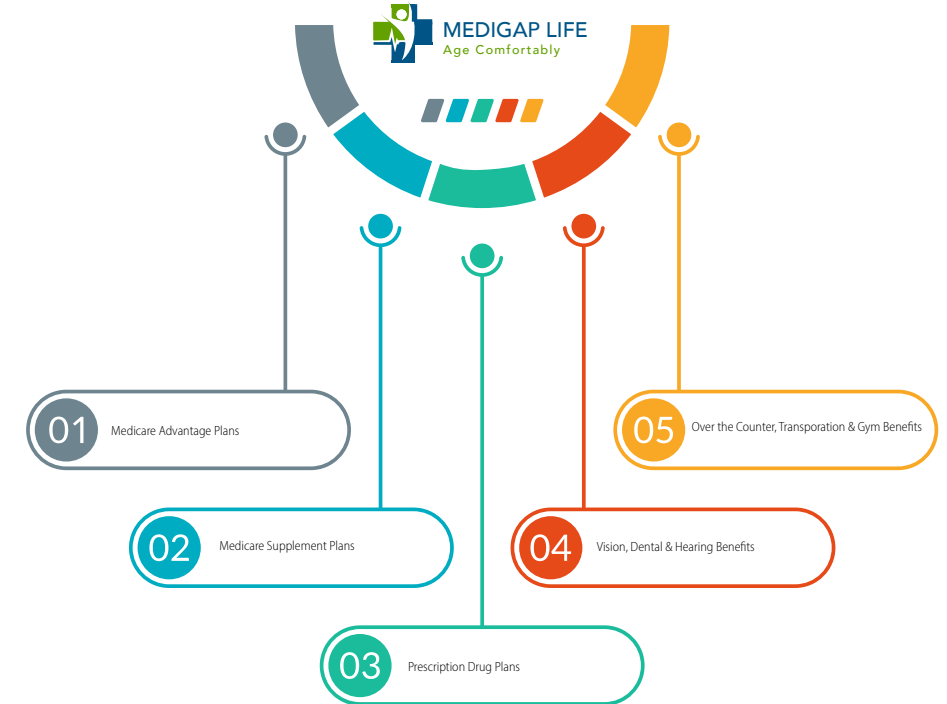 MEDIGAP LIFE
Age Comfortably
01
Medicare Advantage Plans
02
Medicare Supplement Plans
03
Prescription Drug Plans
04
Vision, Dental & Hearing Benefits
05
Over the Counter, Transporation & Gym Benefits